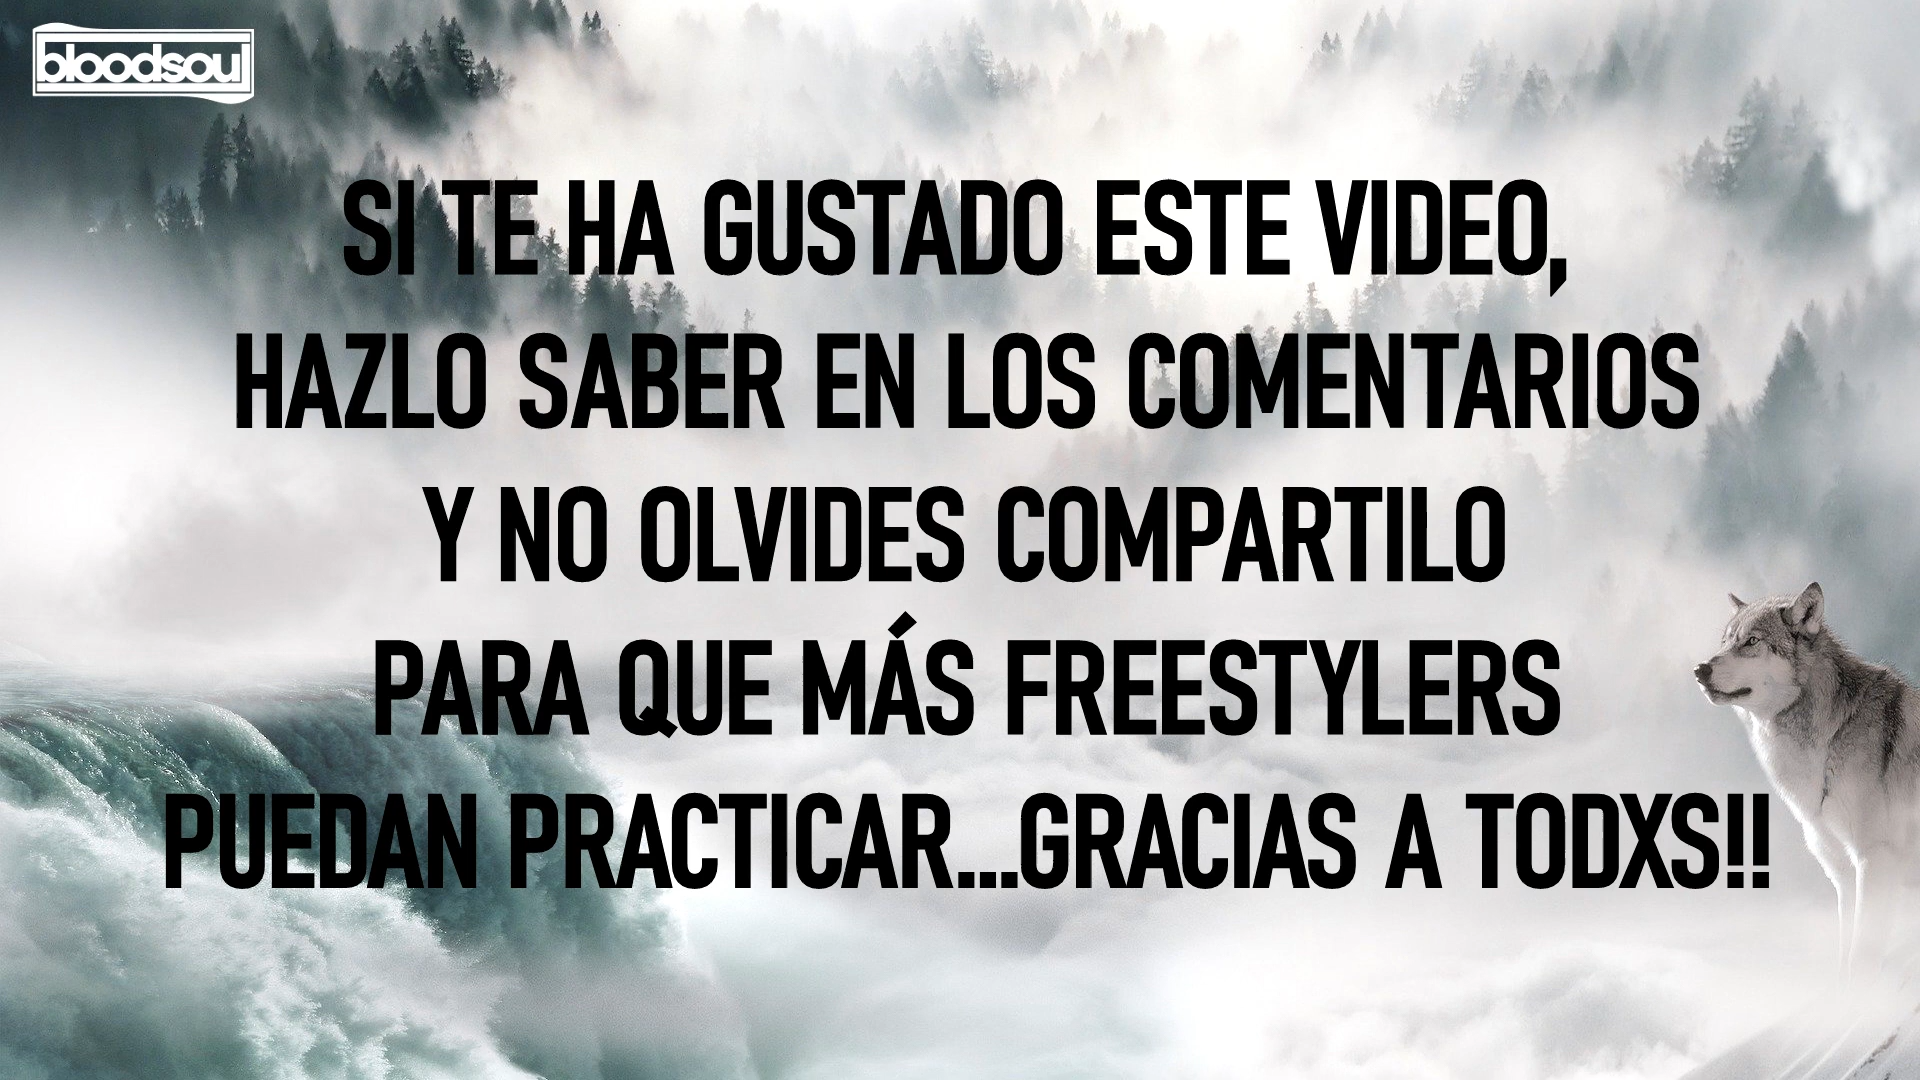 bloodsoul
SI TE HA GUSTADO ESTE VIDEO,
HAZLO SABER EN LOS COMENTARIOS
Y NO OLVIDES COMPARTILO
PARA QUE MÁS FREESTYLERS
PUEDAN PRACTICAR...GRACIAS A TODXS!!